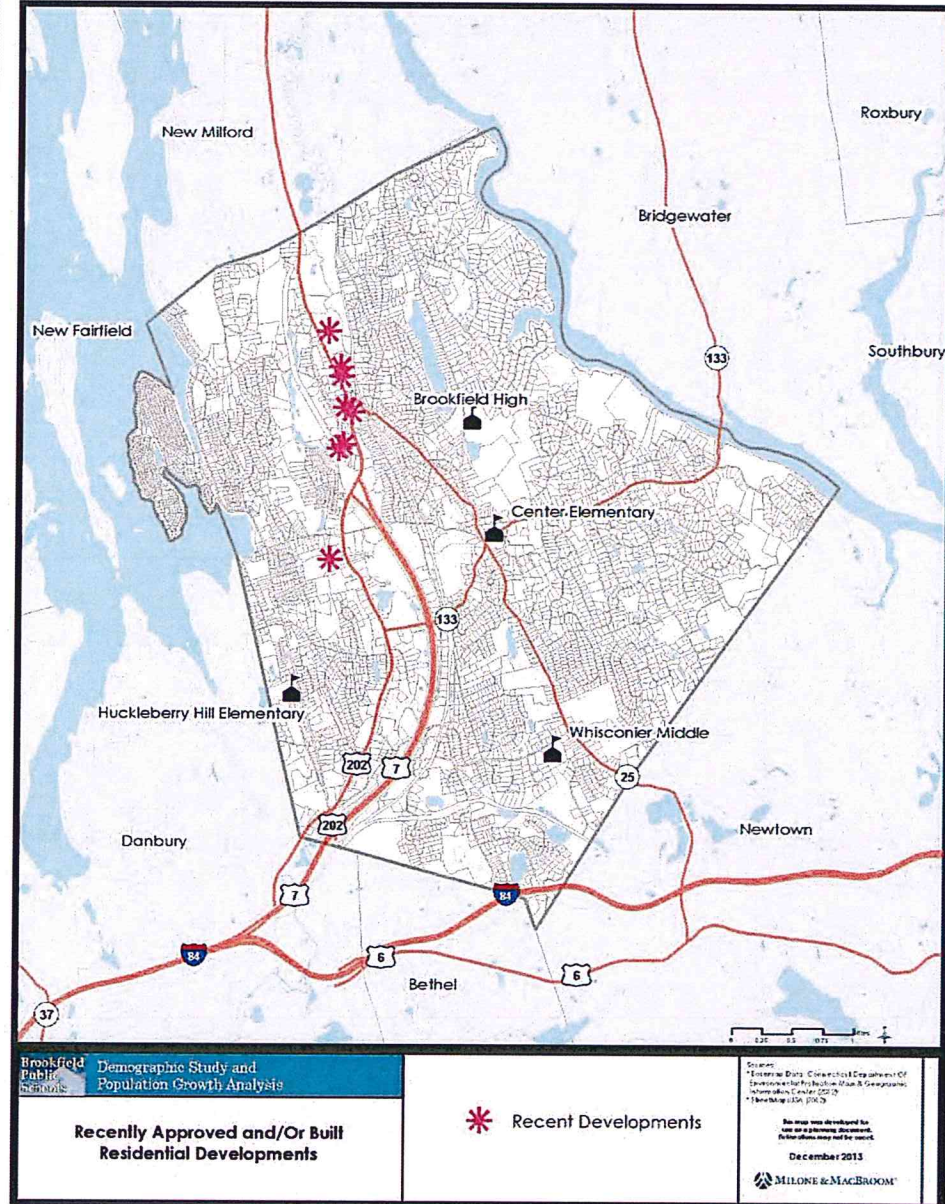 New Milford
Roxbury
Bridgewater
New Fairfield
133
Southbury
Brookfield High
Center Elementary
133
Huckleberry Hill Elementary
Whisconier Middle
202
7
25
202
Newtown
Danbury
7
84
84
6
6
Bethel
37
Brookfield
Public
Schools
Demographic Study and
Population Growth Analysis
Recently Approved and/Or Built
Residential Developments
Recent Developments
Sources:
December 2013
MILONE & MACBROOM